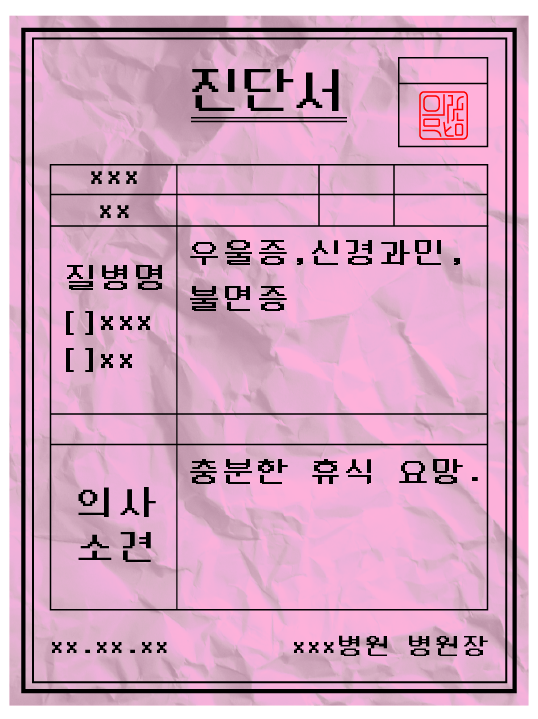 진단서
xxx
xx
질병명
[ ]xxx
[ ]xx
우울증,신경과민,
불면증
의사
소견
충분한 휴식 요망.
xx.xx.xx
xxx병원 병원장